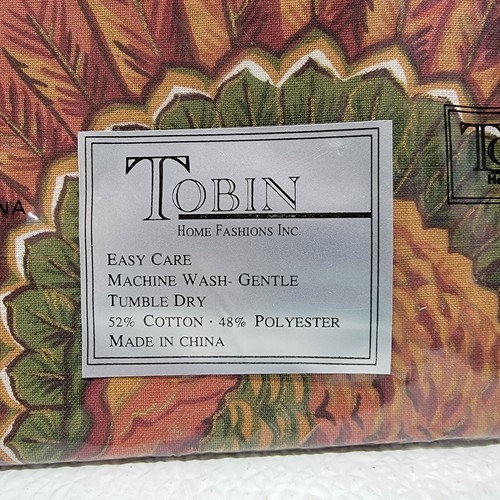 TOBIN
HOME FASHIONS INC.
EASY CARE
MACHINE WASH- GENTLE
TUMBLE DRY
52% COTTON · 48% POLYESTER
MADE IN CHINA